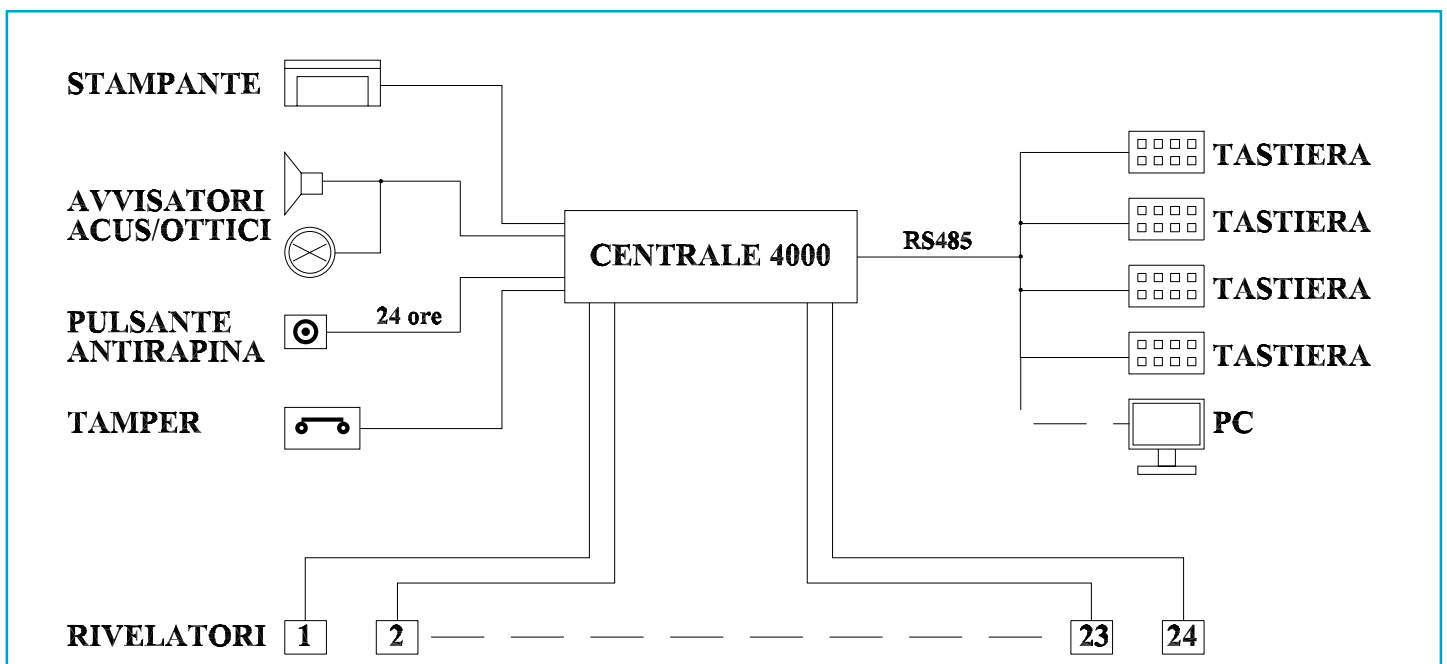 STAMPANTE
AVVISATORI
ACUS/OTTICI
PULSANTE
ANTIRAPINA
24 ore
TAMPER
CENTRALE 4000
RS485
TASTIERA
TASTIERA
TASTIERA
TASTIERA
PC
RIVELATORI 1 2 23 24